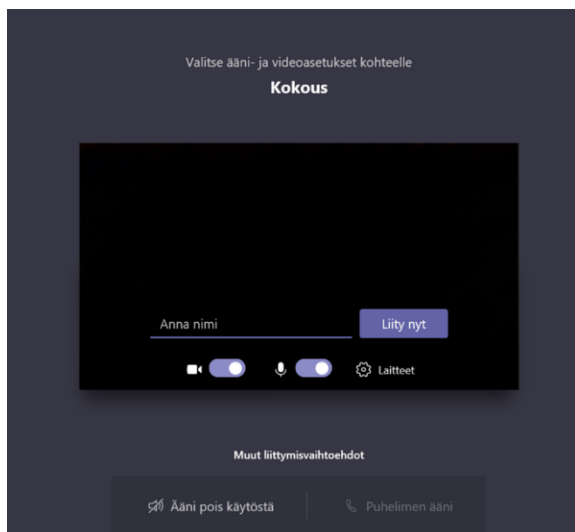 Valitse ääni- ja videoasetukset kohteelle
Kokous
Anna nimi
Liity nyt
Laitteet
Muut liittymisvaihtoehdot
Ääni pois käytöstä
Puhelimen ääni